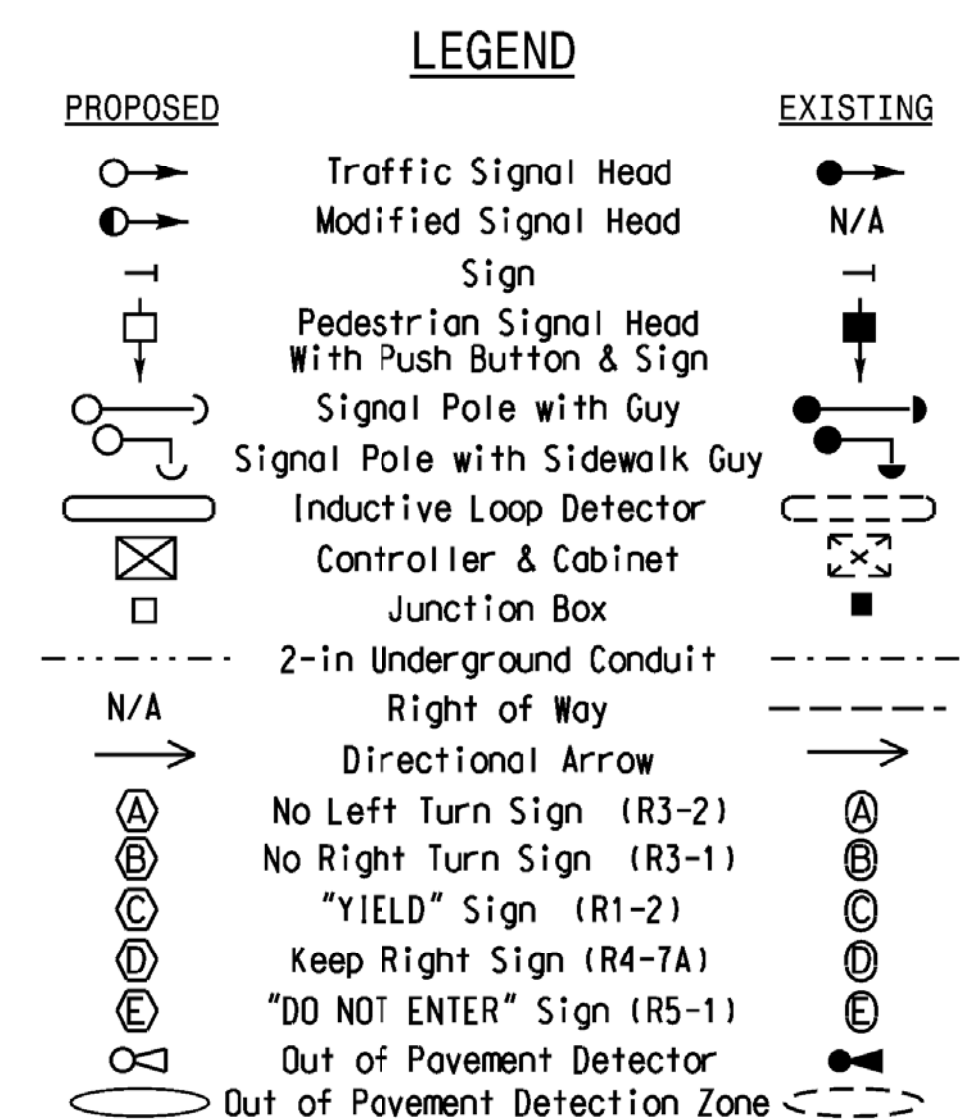 LEGEND
PROPOSED EXISTING
Traffic Signal Head
Modified Signal Head N/A
Sign
Pedestrian Signal Head
With Push Button & Sign
Signal Pole with Guy
Signal Pole with Sidewalk Guy
Inductive Loop Detector
Controller & Cabinet
Junction Box
2-in Underground Conduit
N/A Right of Way
Directional Arrow
A No Left Turn Sign (R3-2) A
B No Right Turn Sign (R3-1) B
C "YIELD" Sign (R1-2) C
D Keep Right Sign (R4-7A) D
E "DO NOT ENTER" Sign (R5-1) E
Out of Pavement Detector
Out of Pavement Detection Zone